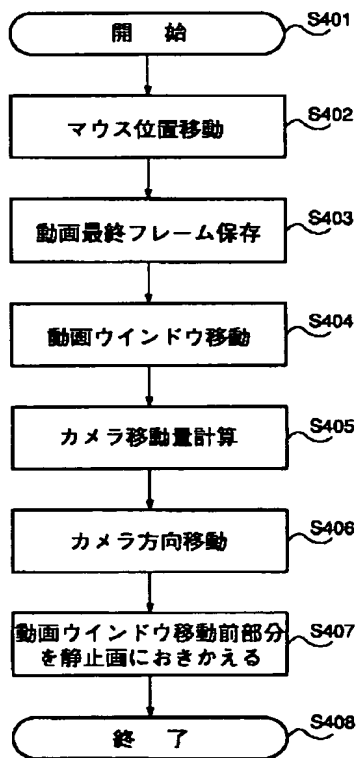 開始 S401
マウス位置移動 S402
動画最終フレーム保存 S403
動画ウインドウ移動 S404
カメラ移動量計算 S405
カメラ方向移動 S406
動画ウインドウ移動前部分 S407
を静止画におきかえる
終了 S408